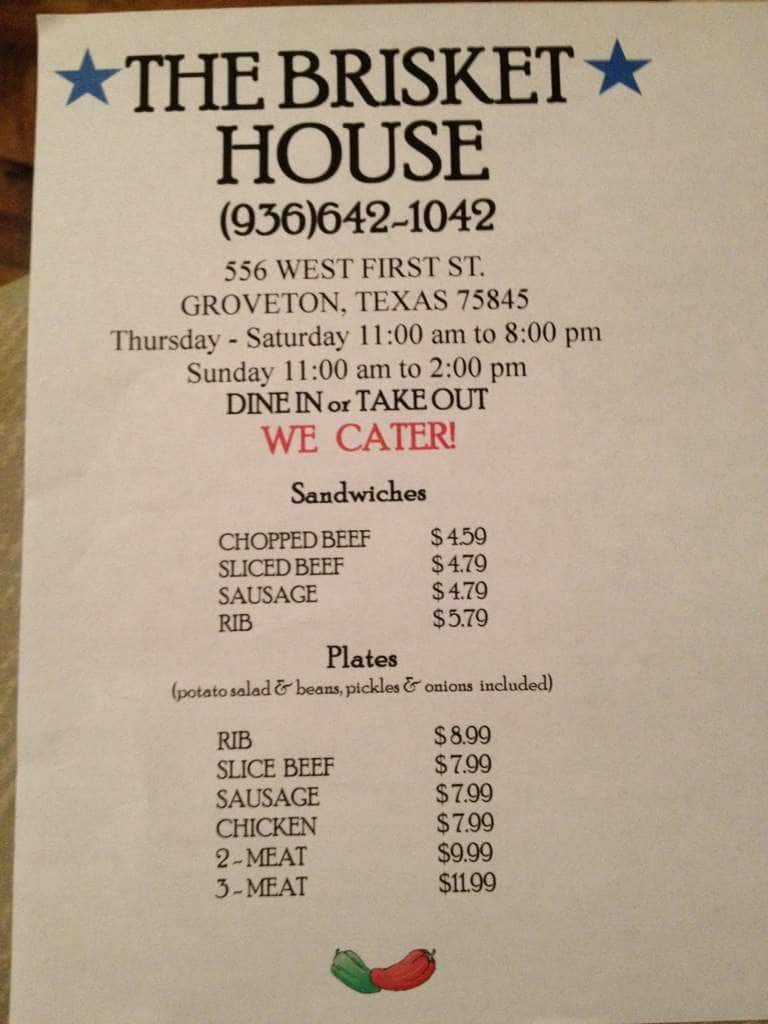 THE BRISKET
HOUSE
(936)642-1042
556 WEST FIRST ST.
GROVETON, TEXAS 75845
Thursday - Saturday 11:00 am to 8:00 pm
Sunday 11:00 am to 2:00 pm
DINE IN or TAKE OUT
WE CATER!
Sandwiches
CHOPPED BEEF $4.59
SLICED BEEF $4.79
SAUSAGE $4.79
RIB $5.79
Plates
(potato salad & beans, pickles & onions included)
RIB $8.99
SLICE BEEF $7.99
SAUSAGE $7.99
CHICKEN $7.99
2-MEAT $9.99
3-MEAT $11.99